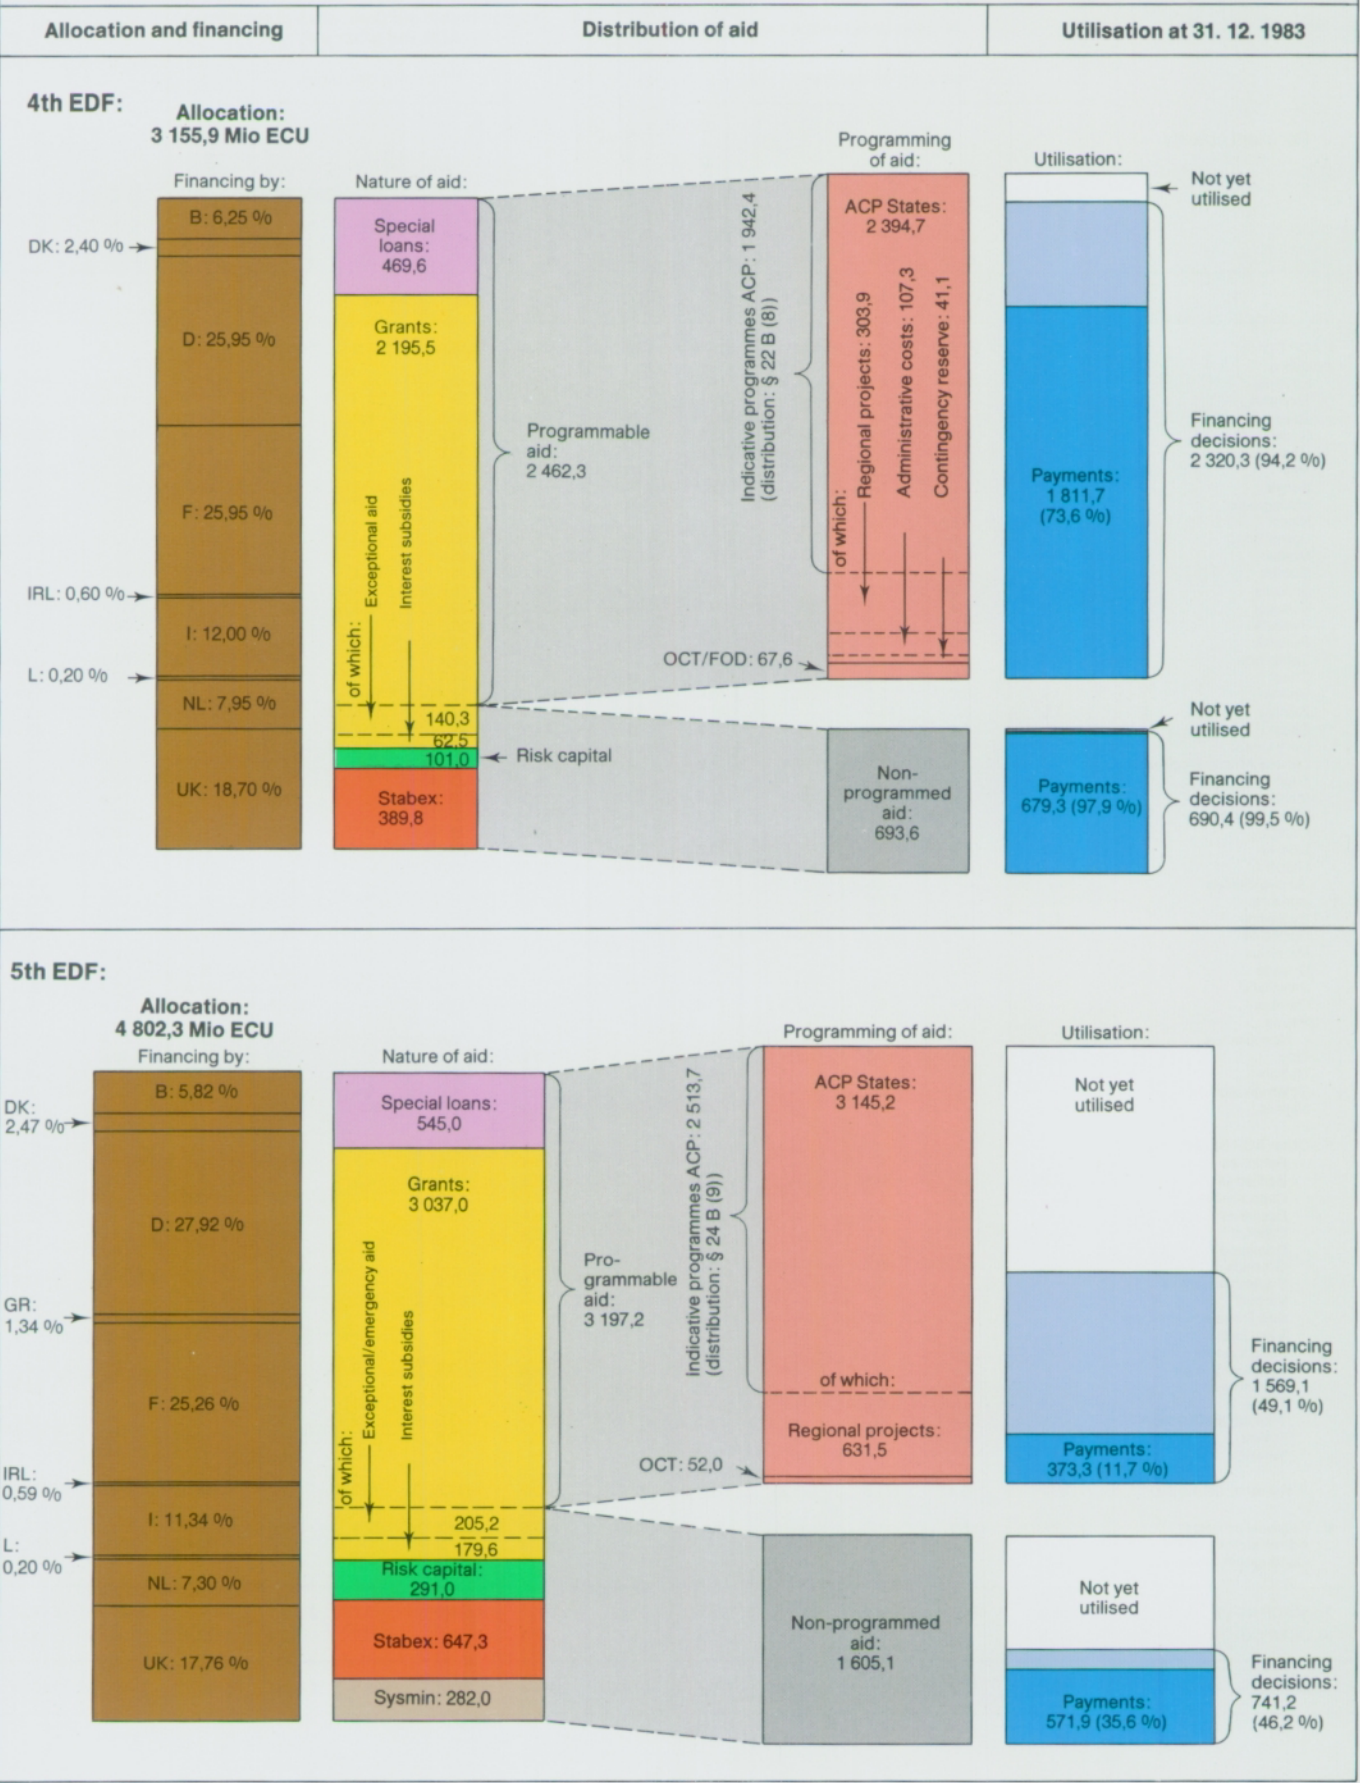 Allocation and financing
Distribution of aid
Utilisation at 31. 12. 1983
4th EDF:
Allocation:
3 155,9 Mio ECU
Financing by:
B: 6,25 %
DK: 2,40 %
D: 25,95 %
F: 25,95 %
IRL: 0,60 %
I: 12,00 %
L: 0,20 %
NL: 7,95 %
UK: 18,70 %
Nature of aid:
Special
loans:
469,6
Grants:
2 195,5
of which:
Exceptional aid
Interest subsidies
140,3
62,5
101,0
Risk capital
Stabex:
389,8
Programmable
aid:
2 462,3
Indicative programmes ACP: 1 942,4
(distribution: § 22 B (8))
Programming
of aid:
ACP States:
2 394,7
of which:
Regional projects: 303,9
Administrative costs: 107,3
Contingency reserve: 41,1
OCT/FOD: 67,6
Non-
programmed
aid:
693,6
Utilisation:
Not yet
utilised
Payments:
1 811,7
(73,6 %)
Financing
decisions:
2 320,3 (94,2 %)
Not yet
utilised
Payments:
679,3 (97,9 %)
Financing
decisions:
690,4 (99,5 %)
5th EDF:
Allocation:
4 802,3 Mio ECU
Financing by:
B: 5,82 %
DK:
2,47 %
D: 27,92 %
GR:
1,34 %
F: 25,26 %
IRL:
0,59 %
I: 11,34 %
L:
0,20 %
NL: 7,30 %
UK: 17,76 %
Nature of aid:
Special loans:
545,0
Grants:
3 037,0
of which:
Exceptional/emergency aid
Interest subsidies
205,2
179,6
Risk capital:
291,0
Stabex: 647,3
Sysmin: 282,0
Pro-
grammable
aid:
3 197,2
Indicative programmes ACP: 2 513,7
(distribution: § 24 B (9))
Programming of aid:
ACP States:
3 145,2
of which:
Regional projects:
631,5
OCT: 52,0
Non-programmed
aid:
1 605,1
Utilisation:
Not yet
utilised
Payments:
373,3 (11,7 %)
Financing
decisions:
1 569,1
(49,1 %)
Not yet
utilised
Payments:
571,9 (35,6 %)
Financing
decisions:
741,2
(46,2 %)